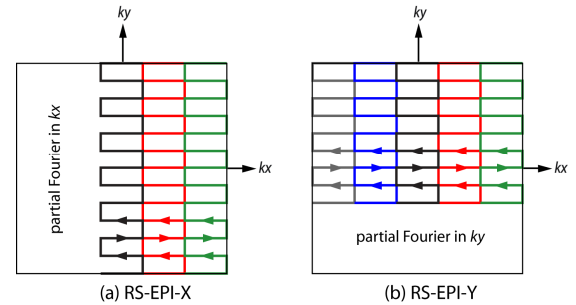 ky
ky
partial Fourier in kx
kx
kx
partial Fourier in ky
(a) RS-EPI-X
(b) RS-EPI-Y